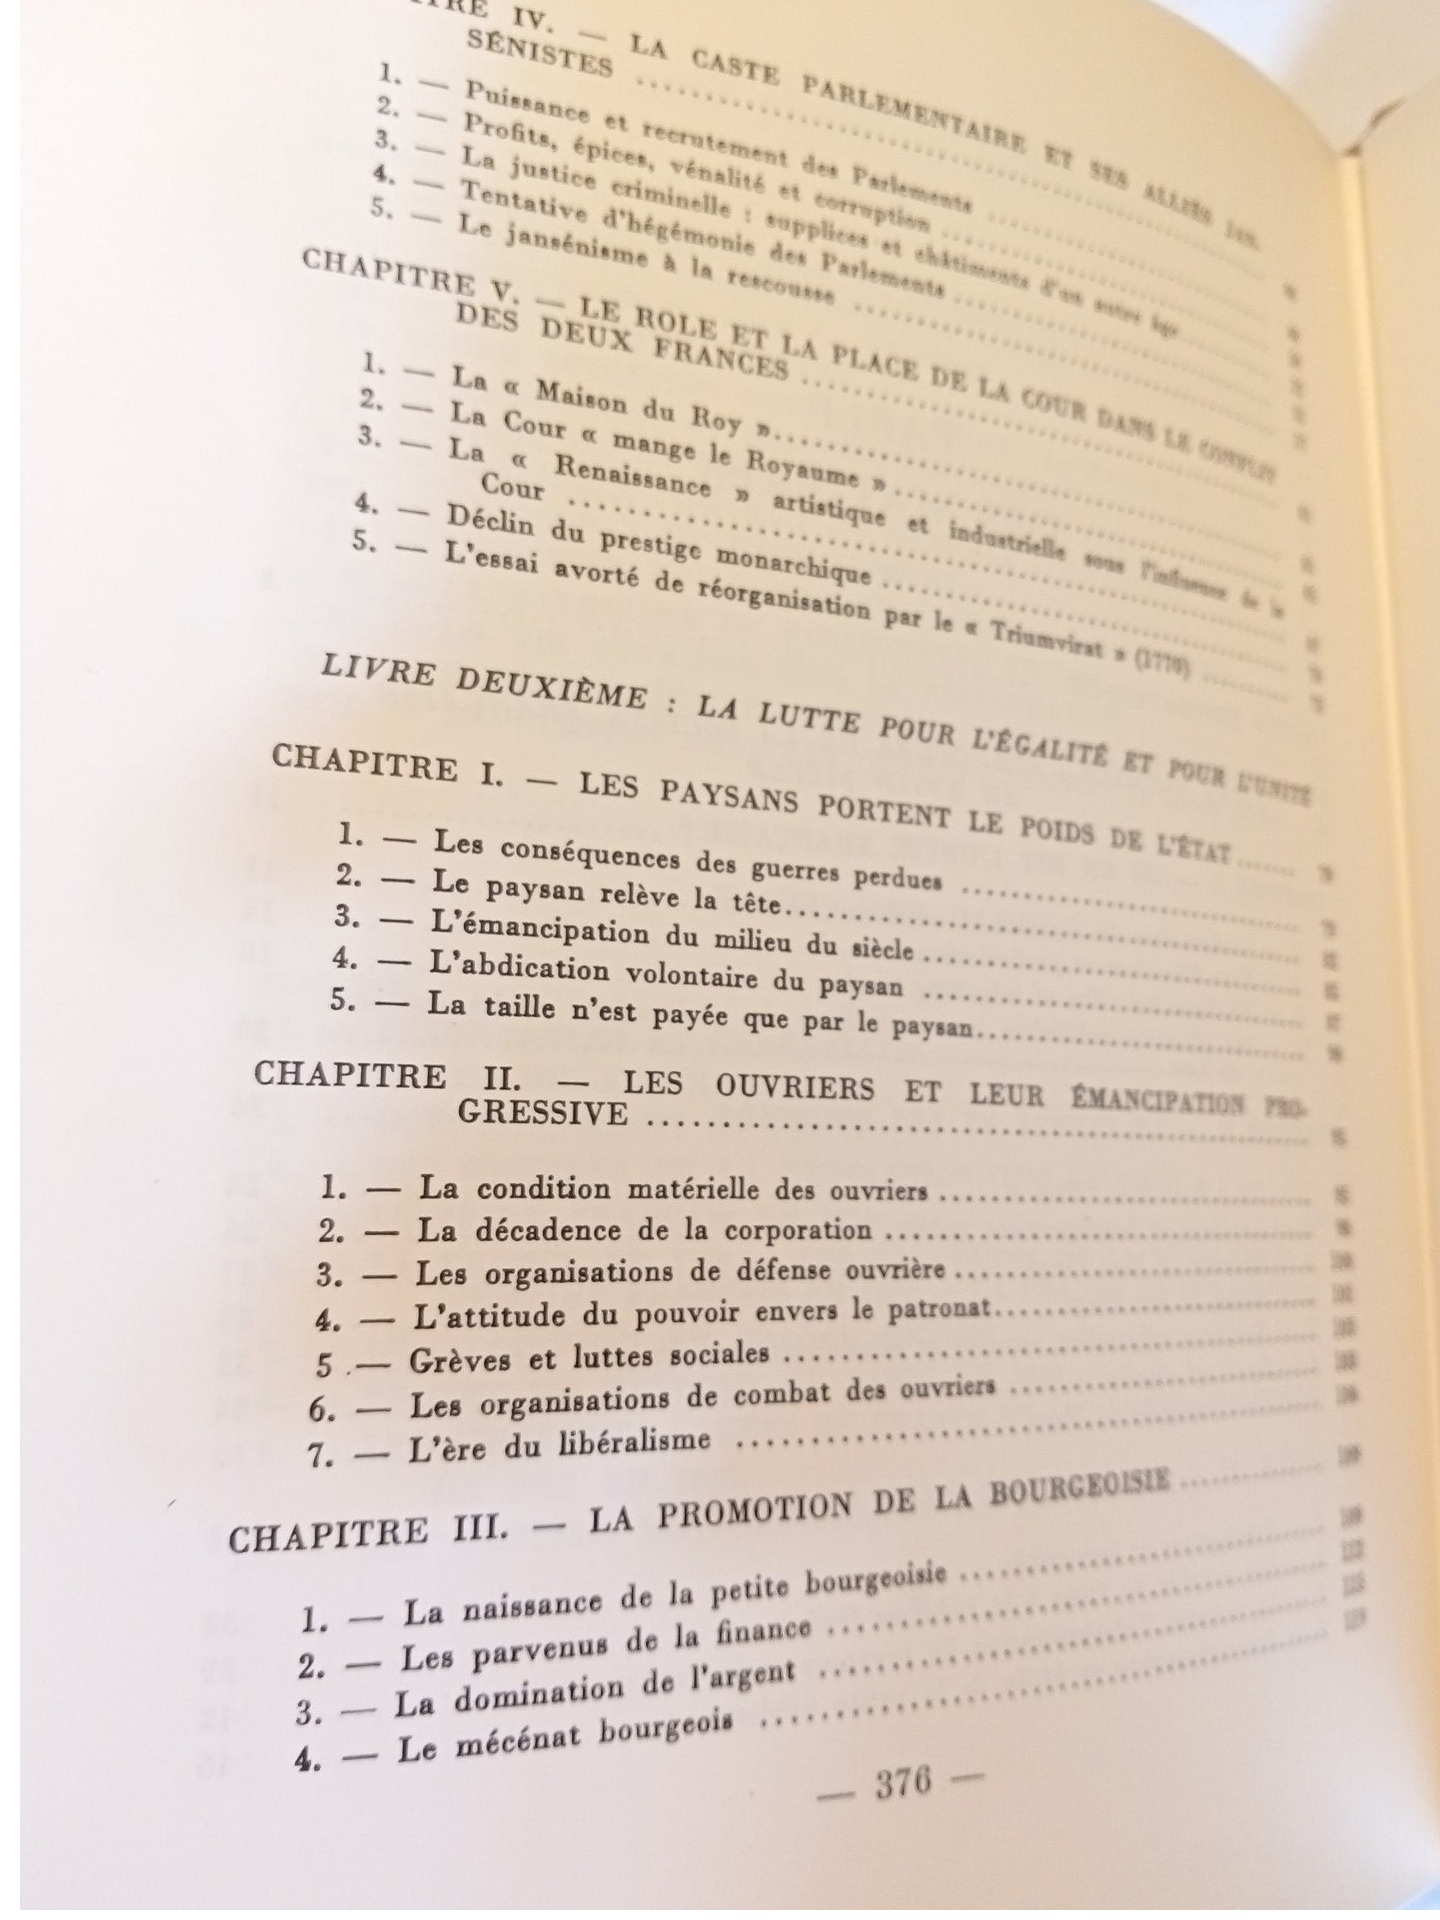 IV. — LA CASTE PARLEMENTAIRE ET SES ALLIÉS JAN-
SÉNISTES ........
1. — Puissance et recrutement des Parlements ........
2. — Profits, épices, vénalité et corruption ........
3. — La justice criminelle : supplices et châtiments d'un autre âge ........
4. — Tentative d'hégémonie des Parlements ........
5. — Le jansénisme à la rescousse ........
CHAPITRE V. — LE ROLE ET LA PLACE DE LA COUR DANS LE CONFLIT
DES DEUX FRANCES ........
1. — La « Maison du Roy » ........
2. — La Cour « mange le Royaume » ........
3. — La « Renaissance » artistique et industrielle sous l'influence de la
Cour ........
4. — Déclin du prestige monarchique ........
5. — L'essai avorté de réorganisation par le « Triumvirat » (1770) ........
LIVRE DEUXIÈME : LA LUTTE POUR L'ÉGALITÉ ET POUR L'UNITÉ
CHAPITRE I. — LES PAYSANS PORTENT LE POIDS DE L'ÉTAT ........
1. — Les conséquences des guerres perdues ........
2. — Le paysan relève la tête ........
3. — L'émancipation du milieu du siècle ........
4. — L'abdication volontaire du paysan ........
5. — La taille n'est payée que par le paysan ........
CHAPITRE II. — LES OUVRIERS ET LEUR ÉMANCIPATION PRO-
GRESSIVE ........
1. — La condition matérielle des ouvriers ........
2. — La décadence de la corporation ........
3. — Les organisations de défense ouvrière ........
4. — L'attitude du pouvoir envers le patronat ........
5 .— Grèves et luttes sociales ........
6. — Les organisations de combat des ouvriers ........
7. — L'ère du libéralisme ........
CHAPITRE III. — LA PROMOTION DE LA BOURGEOISIE ........
1. — La naissance de la petite bourgeoisie ........
2. — Les parvenus de la finance ........
3. — La domination de l'argent ........
4. — Le mécénat bourgeois ........
— 376 —